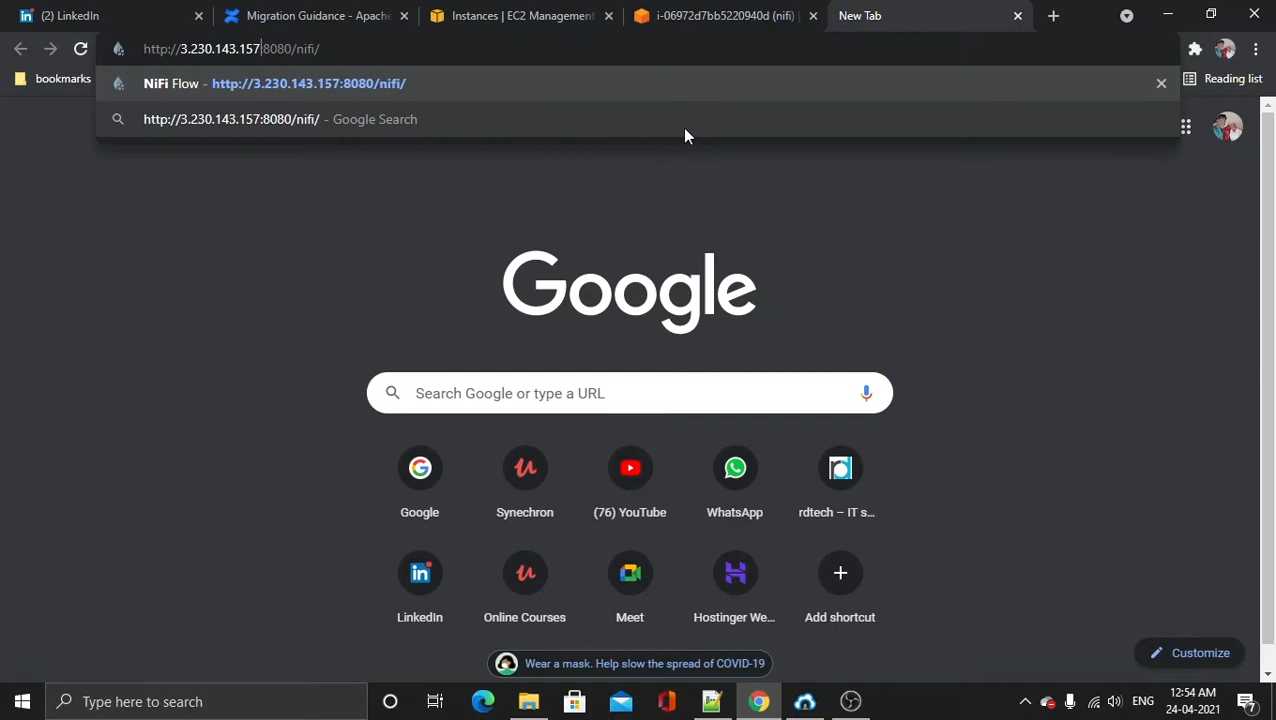 (2) LinkedIn
Migration Guidance - Apache
Instances | EC2 Management
i-06972d7bb5220940d (nifi) |
New Tab
http://3.230.143.157:8080/nifi/
bookmarks
Reading list
NiFi Flow - http://3.230.143.157:8080/nifi/
http://3.230.143.157:8080/nifi/ - Google Search
Google
Search Google or type a URL
Google
Synechron
(76) YouTube
WhatsApp
rdtech – IT s...
LinkedIn
Online Courses
Meet
Hostinger We...
Add shortcut
Wear a mask. Help slow the spread of COVID-19
Customize
Type here to search
ENG
12:54 AM
24-04-2021
7